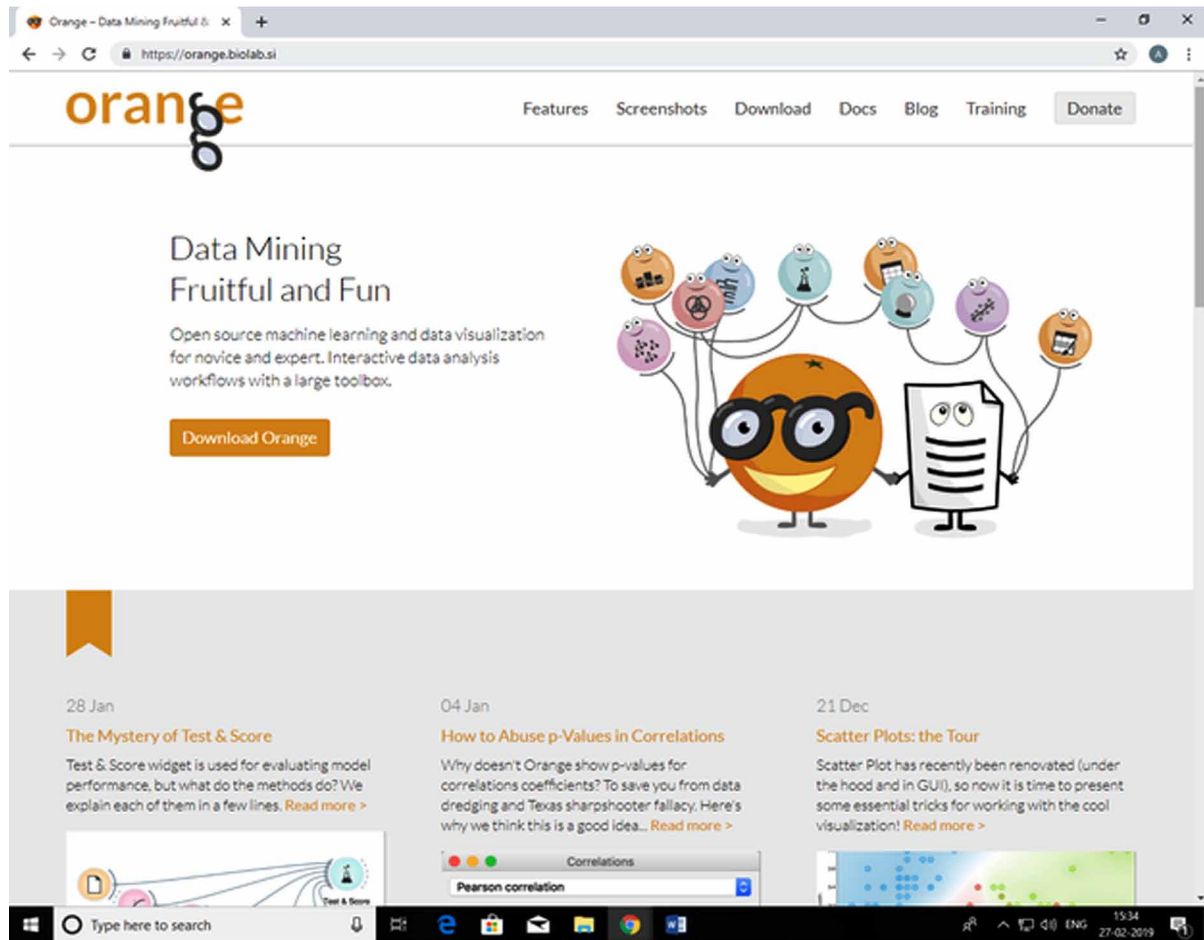 Orange – Data Mining Fruitful &
https://orange.biolab.si
A
orange
Features Screenshots Download Docs Blog Training Donate
Data Mining
Fruitful and Fun
Open source machine learning and data visualization
for novice and expert. Interactive data analysis
workflows with a large toolbox.
Download Orange
28 Jan
The Mystery of Test & Score
Test & Score widget is used for evaluating model
performance, but what do the methods do? We
explain each of them in a few lines. Read more >
Test & Score
04 Jan
How to Abuse p-Values in Correlations
Why doesn't Orange show p-values for
correlations coefficients? To save you from data
dredging and Texas sharpshooter fallacy. Here's
why we think this is a good idea... Read more >
Correlations
Pearson correlation
21 Dec
Scatter Plots: the Tour
Scatter Plot has recently been renovated (under
the hood and in GUI), so now it is time to present
some essential tricks for working with the cool
visualization! Read more >
Type here to search
ENG
15:34
27-02-2019